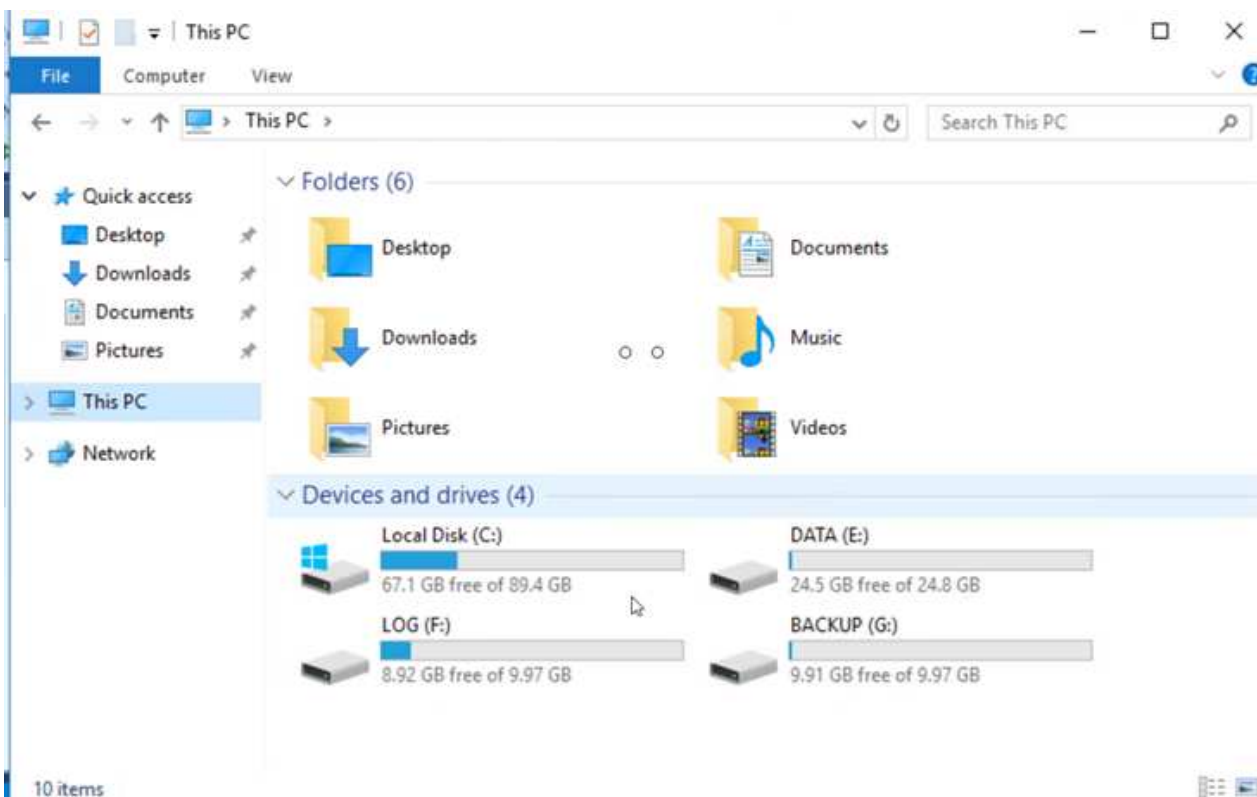 This PC
File Computer View
This PC
Search This PC
Quick access
Desktop
Downloads
Documents
Pictures
This PC
Network
Folders (6)
Desktop
Documents
Downloads
Music
Pictures
Videos
Devices and drives (4)
Local Disk (C:)
67.1 GB free of 89.4 GB
DATA (E:)
24.5 GB free of 24.8 GB
LOG (F:)
8.92 GB free of 9.97 GB
BACKUP (G:)
9.91 GB free of 9.97 GB
10 items